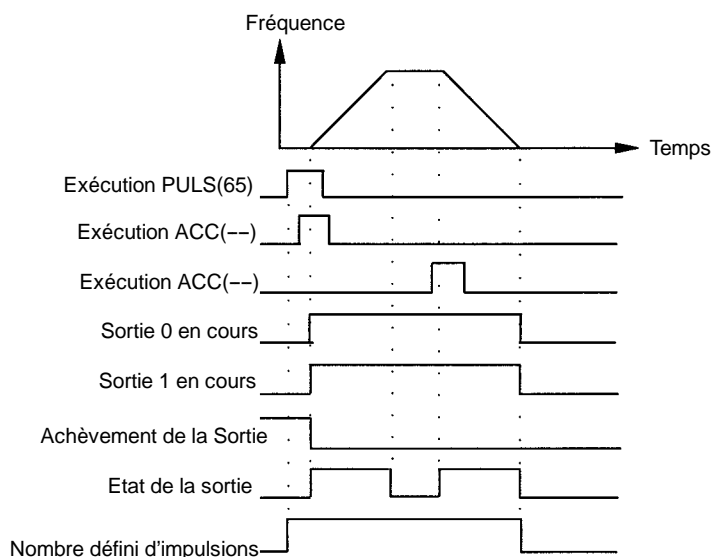 Fréquence
Temps
Exécution PULS(65)
Exécution ACC(−−)
Exécution ACC(−−)
Sortie 0 en cours
Sortie 1 en cours
Achèvement de la Sortie
Etat de la sortie
Nombre défini d'impulsions